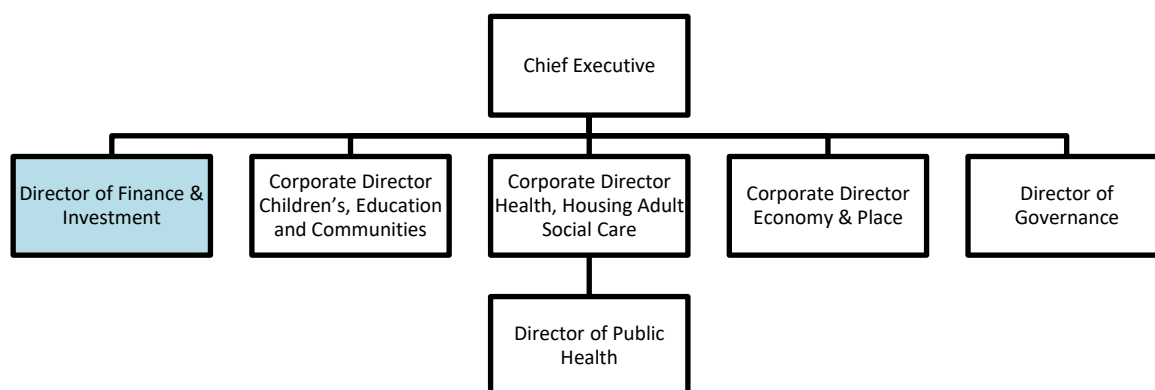 Chief Executive
Director of Finance &
Investment
Corporate Director
Children’s, Education
and Communities
Corporate Director
Health, Housing Adult
Social Care
Corporate Director
Economy & Place
Director of
Governance
Director of Public
Health